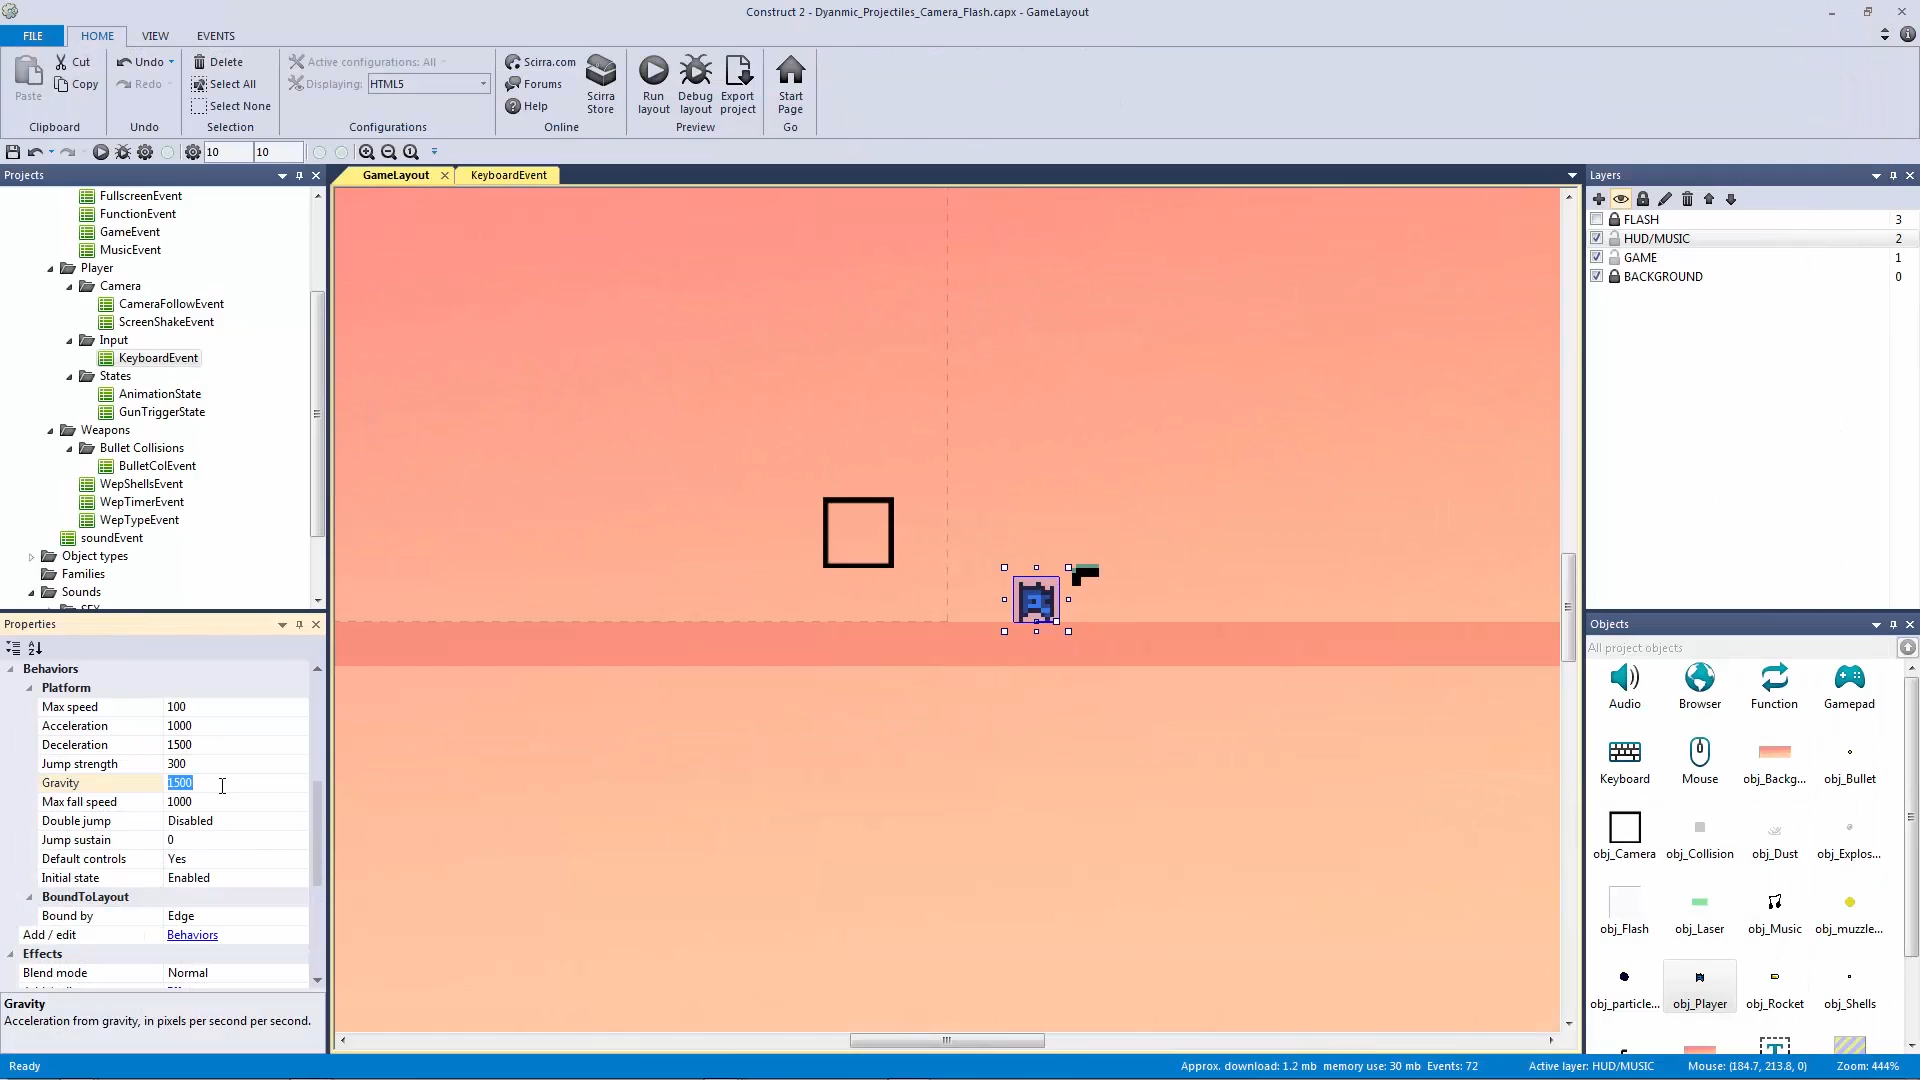 Construct 2 - Dyanmic_Projectiles_Camera_Flash.capx - GameLayout
FILE
HOME
VIEW
EVENTS
Paste
Cut
Copy
Clipboard
Undo
Redo
Undo
Delete
Select All
Select None
Selection
Active configurations: All
Displaying:
HTML5
Configurations
Scirra.com
Forums
Help
Scirra
Store
Online
Run
layout
Debug
layout
Export
project
Preview
Start
Page
Go
10
10
Projects
FullscreenEvent
FunctionEvent
GameEvent
MusicEvent
Player
Camera
CameraFollowEvent
ScreenShakeEvent
Input
KeyboardEvent
States
AnimationState
GunTriggerState
Weapons
Bullet Collisions
BulletColEvent
WepShellsEvent
WepTimerEvent
WepTypeEvent
soundEvent
Object types
Families
Sounds
GameLayout
KeyboardEvent
Layers
FLASH 3
HUD/MUSIC 2
GAME 1
BACKGROUND 0
Properties
Behaviors
Platform
Max speed 100
Acceleration 1000
Deceleration 1500
Jump strength 300
Gravity 1500
Max fall speed 1000
Double jump Disabled
Jump sustain 0
Default controls Yes
Initial state Enabled
BoundToLayout
Bound by Edge
Add / edit Behaviors
Effects
Blend mode Normal
Gravity
Acceleration from gravity, in pixels per second per second.
Objects
All project objects
Audio
Browser
Function
Gamepad
Keyboard
Mouse
obj_Backg...
obj_Bullet
obj_Camera
obj_Collision
obj_Dust
obj_Explos...
obj_Flash
obj_Laser
obj_Music
obj_muzzle...
obj_particle...
obj_Player
obj_Rocket
obj_Shells
Ready
Approx. download: 1.2 mb memory use: 30 mb Events: 72
Active layer: HUD/MUSIC
Mouse: (184.7, 213.8, 0)
Zoom: 444%